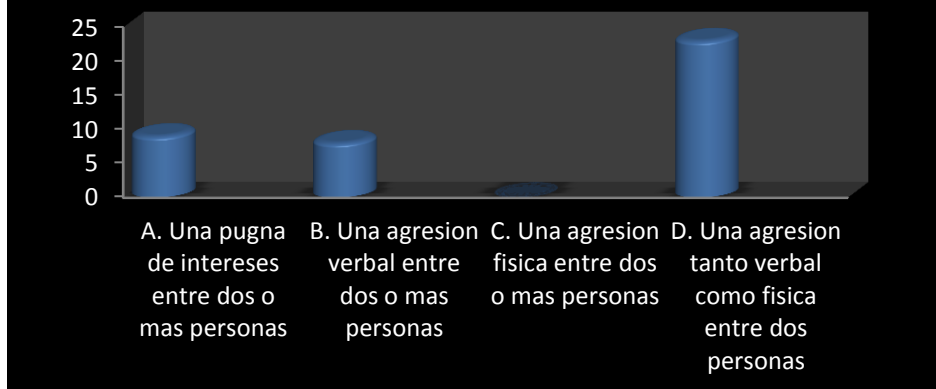 25
20
15
10
5
0
A. Una pugna
de intereses
entre dos o
mas personas
B. Una agresion
verbal entre
dos o mas
personas
C. Una agresion
fisica entre dos
o mas personas
D. Una agresion
tanto verbal
como fisica
entre dos
personas